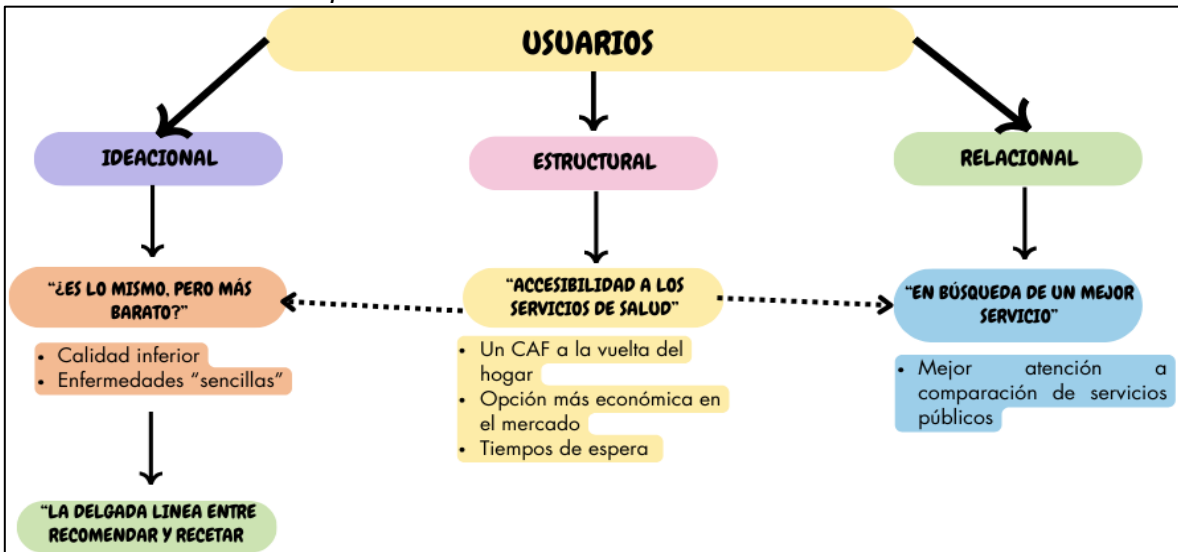 USUARIOS
IDEACIONAL
ESTRUCTURAL
RELACIONAL
"¿ES LO MISMO, PERO MÁS
BARATO?"
• Calidad inferior
• Enfermedades "sencillas"
"LA DELGADA LINEA ENTRE
RECOMENDAR Y RECETAR
"ACCESIBILIDAD A LOS
SERVICIOS DE SALUD"
• Un CAF a la vuelta del
hogar
• Opción más económica en
el mercado
• Tiempos de espera
"EN BÚSQUEDA DE UN MEJOR
SERVICIO"
• Mejor atención a
comparación de servicios
públicos